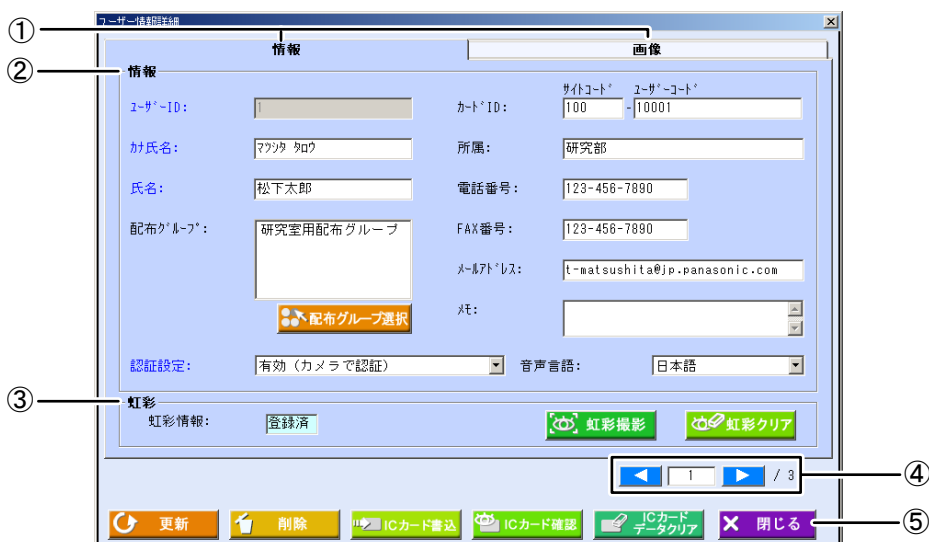 ユーザー情報詳細
①
情報 画像
②
情報
ｻｲﾄｺｰﾄﾞ ﾕｰｻﾞｰｺｰﾄﾞ
ﾕｰｻﾞｰID: 1 ｶｰﾄﾞID: 100 - 10001
ｶﾅ氏名: ﾏﾂｼﾀ ﾀﾛｳ 所属: 研究部
氏名: 松下太郎 電話番号: 123-456-7890
配布ｸﾞﾙｰﾌﾟ: 研究室用配布グループ FAX番号: 123-456-7890
ﾒｰﾙｱﾄﾞﾚｽ: t-matsushita@jp.panasonic.com
配布グループ選択 ﾒﾓ:
認証設定: 有効（カメラで認証） 音声言語: 日本語
③
虹彩
虹彩情報: 登録済 虹彩撮影 虹彩クリア
1 / 3 ④
更新 削除 ICカード書込 ICカード確認 ICカード
データクリア 閉じる ⑤